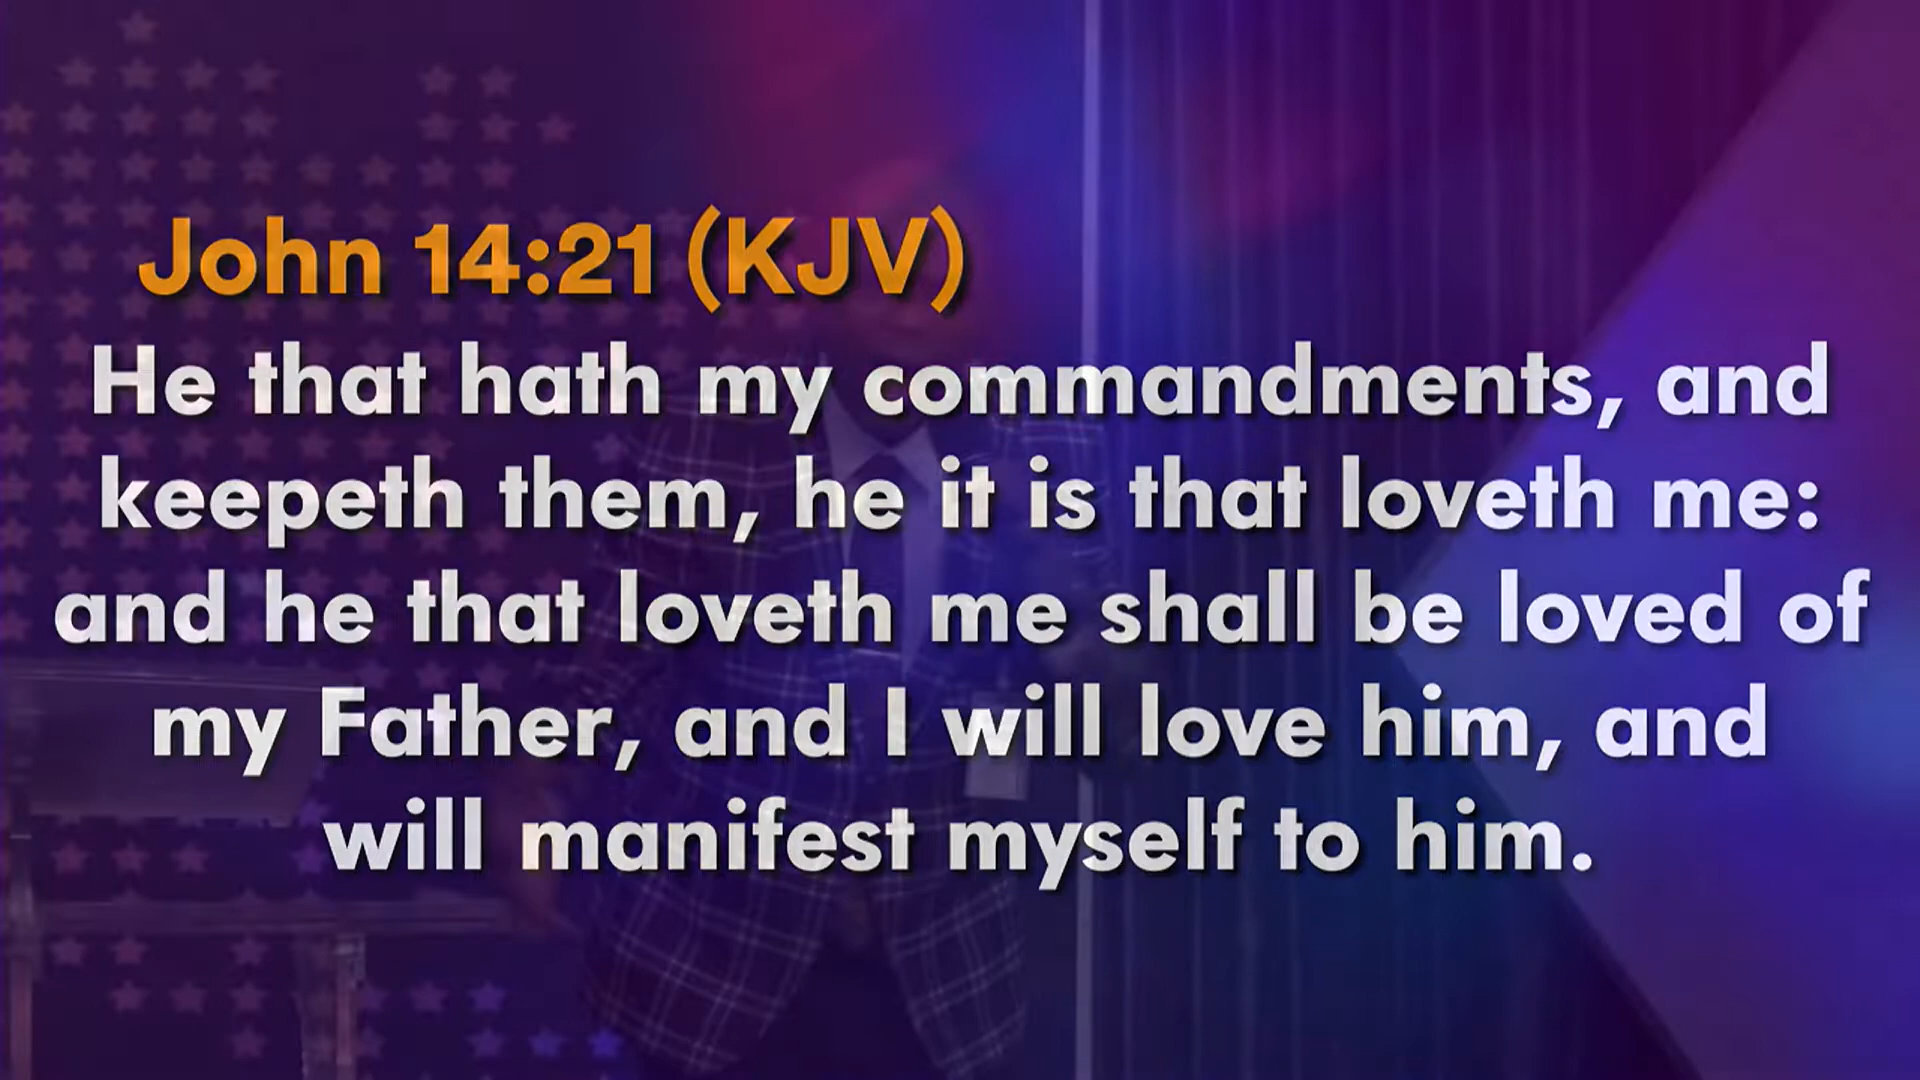 John 14:21 (KJV)
He that hath my commandments, and
keepeth them, he it is that loveth me:
and he that loveth me shall be loved of
my Father, and I will love him, and
will manifest myself to him.